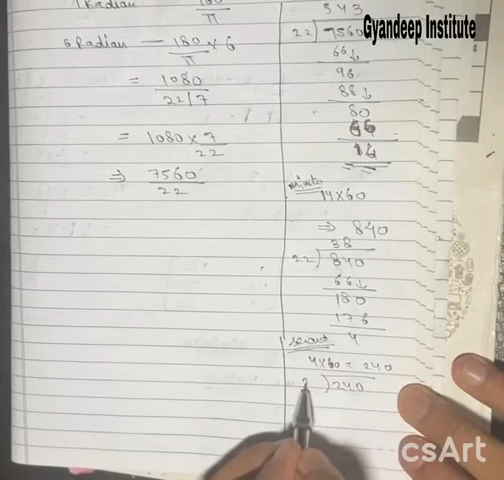 1 Radian 180/π
6 Radian — 180/π × 6
= 1080/22/7
= 1080 × 7/22
⇒ 7560/22
343
22) 7560
66↓
96
88↓
80
66
14
Gyandeep Institute
14×60
⇒ 840
38
22) 840
66↓
180
176
4
4×60 = 240
2 ) 240
csArt